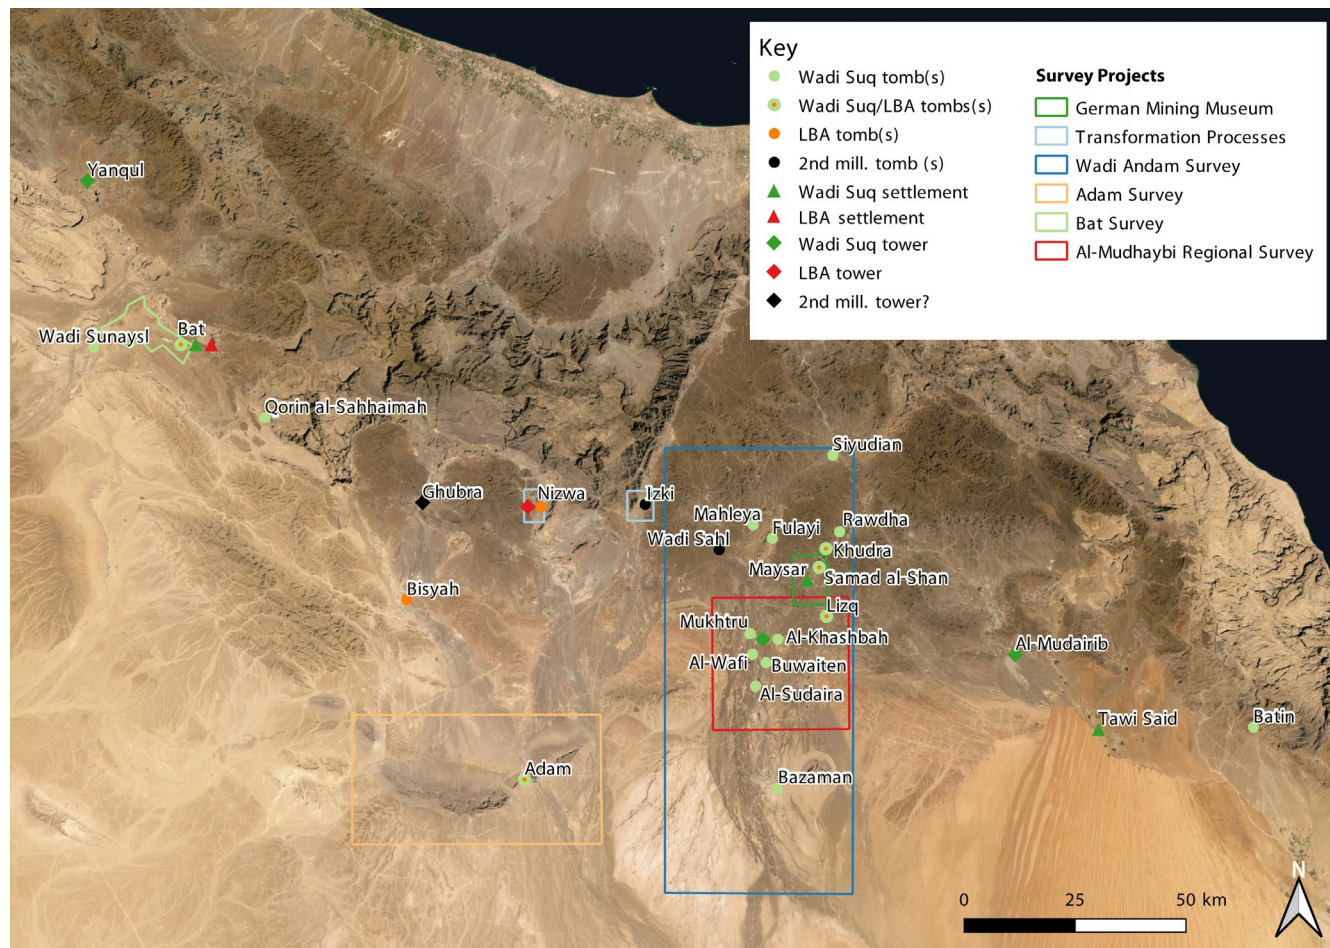 Key
Wadi Suq tomb(s)
Wadi Suq/LBA tombs(s)
LBA tomb(s)
2nd mill. tomb (s)
Wadi Suq settlement
LBA settlement
Wadi Suq tower
LBA tower
2nd mill. tower?
Survey Projects
German Mining Museum
Transformation Processes
Wadi Andam Survey
Adam Survey
Bat Survey
Al-Mudhaybi Regional Survey
Yanqul
Wadi Sunaysl
Bat
Qorin al-Sahhaimah
Siyudian
Ghubra
Nizwa
Izki
Mahleya
Fulayi
Rawdha
Wadi Sahl
Khudra
Maysar
Samad al-Shan
Bisyah
Lizq
Mukhtru
Al-Khashbah
Al-Mudairib
Al-Wafi
Buwaiten
Al-Sudaira
Tawi Said
Batin
Adam
Bazaman
N
0 25 50 km